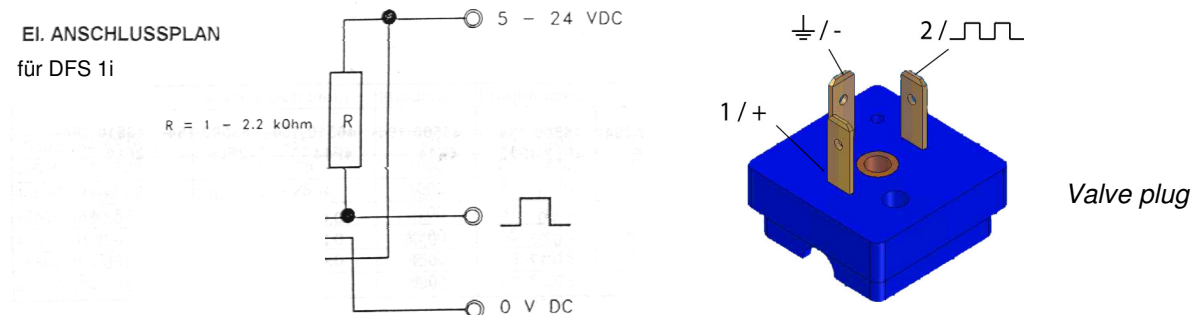 El. ANSCHLUSSPLAN
für DFS 1i
R = 1 - 2.2 kOhm
R
5 - 24 VDC
0 V DC
/ -
2 /
1 / +
Valve plug